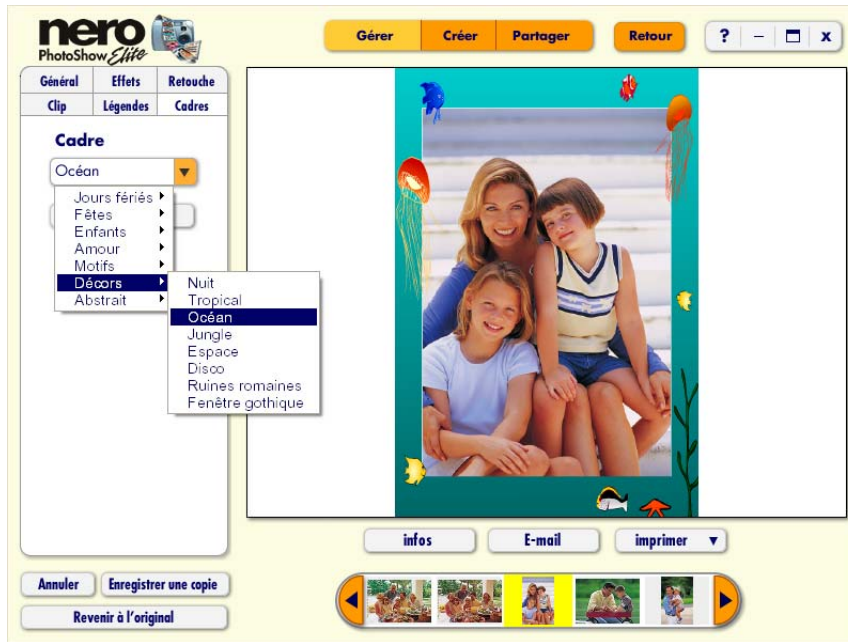 nero
PhotoShow Elite
Gérer Créer Partager Retour ? – x
Général Effets Retouche
Clip Légendes Cadres
Cadre
Océan
Jours fériés
Fêtes
Enfants
Amour
Motifs
Décors
Abstrait
Nuit
Tropical
Océan
Jungle
Espace
Disco
Ruines romaines
Fenêtre gothique
infos E-mail imprimer
Annuler Enregistrer une copie
Revenir à l'original